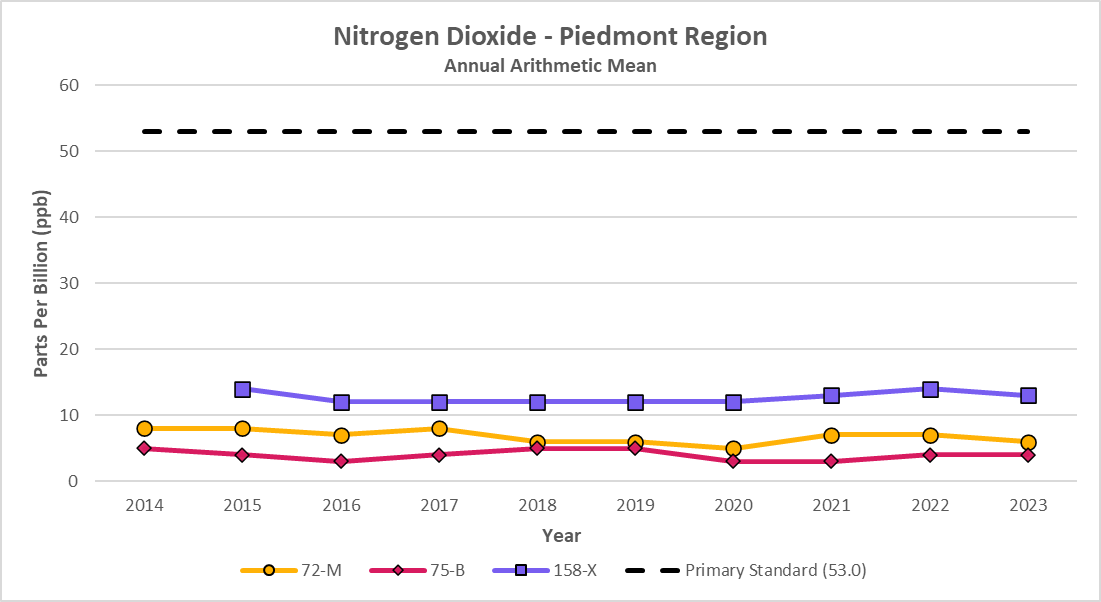 Nitrogen Dioxide - Piedmont Region
Annual Arithmetic Mean
60
50
40
30
20
10
0
Parts Per Billion (ppb)
2014 2015 2016 2017 2018 2019 2020 2021 2022 2023
Year
72-M 75-B 158-X Primary Standard (53.0)